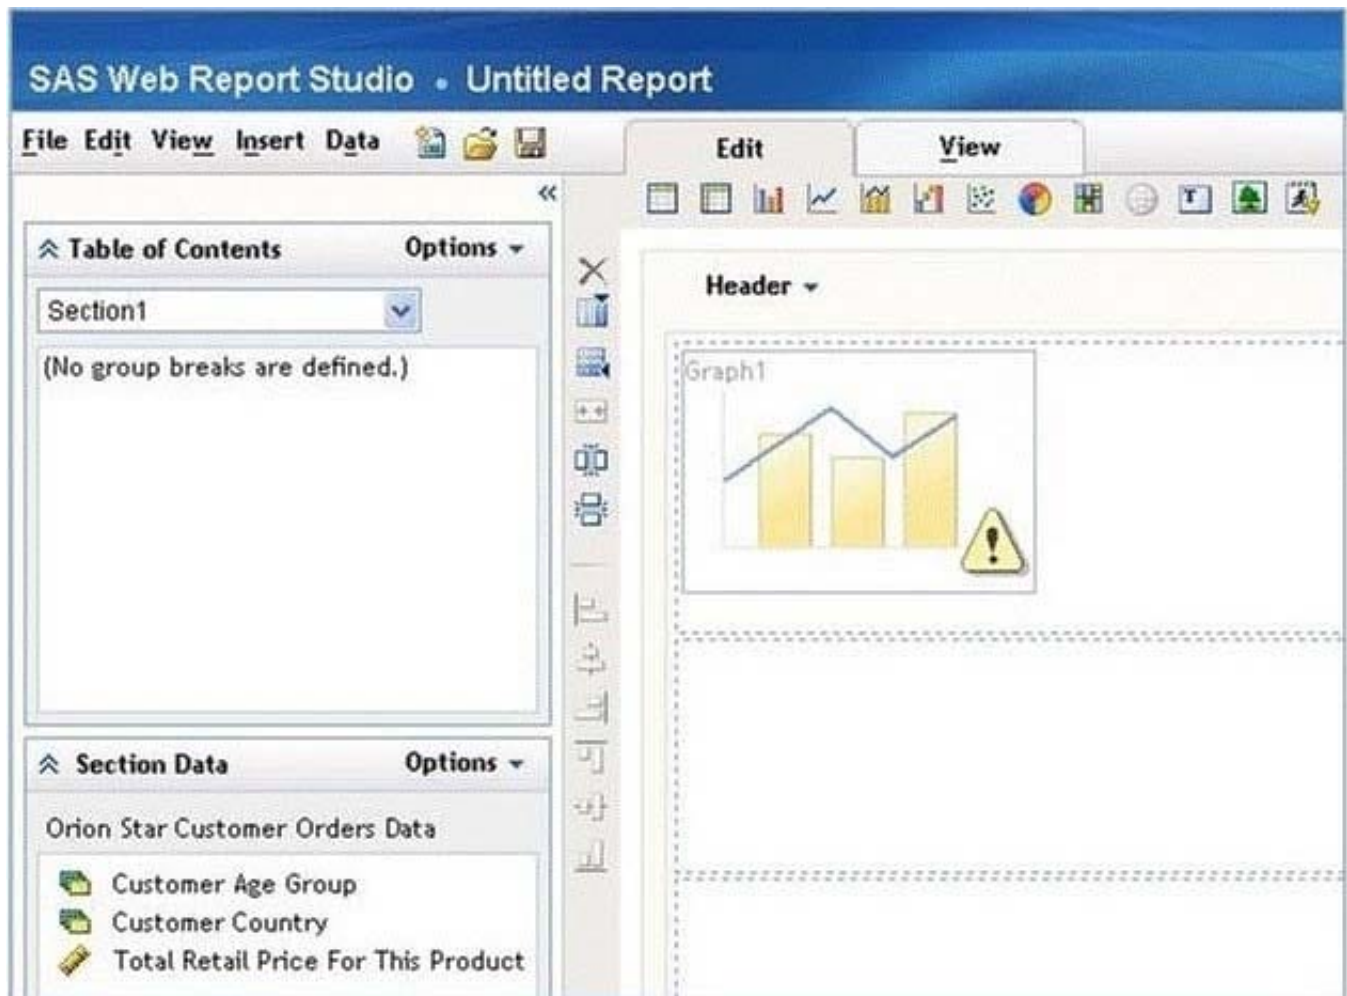 SAS Web Report Studio • Untitled Report
File Edit View Insert Data
Edit View
Table of Contents Options
Section1
(No group breaks are defined.)
Section Data Options
Orion Star Customer Orders Data
Customer Age Group
Customer Country
Total Retail Price For This Product
Header
Graph1
T